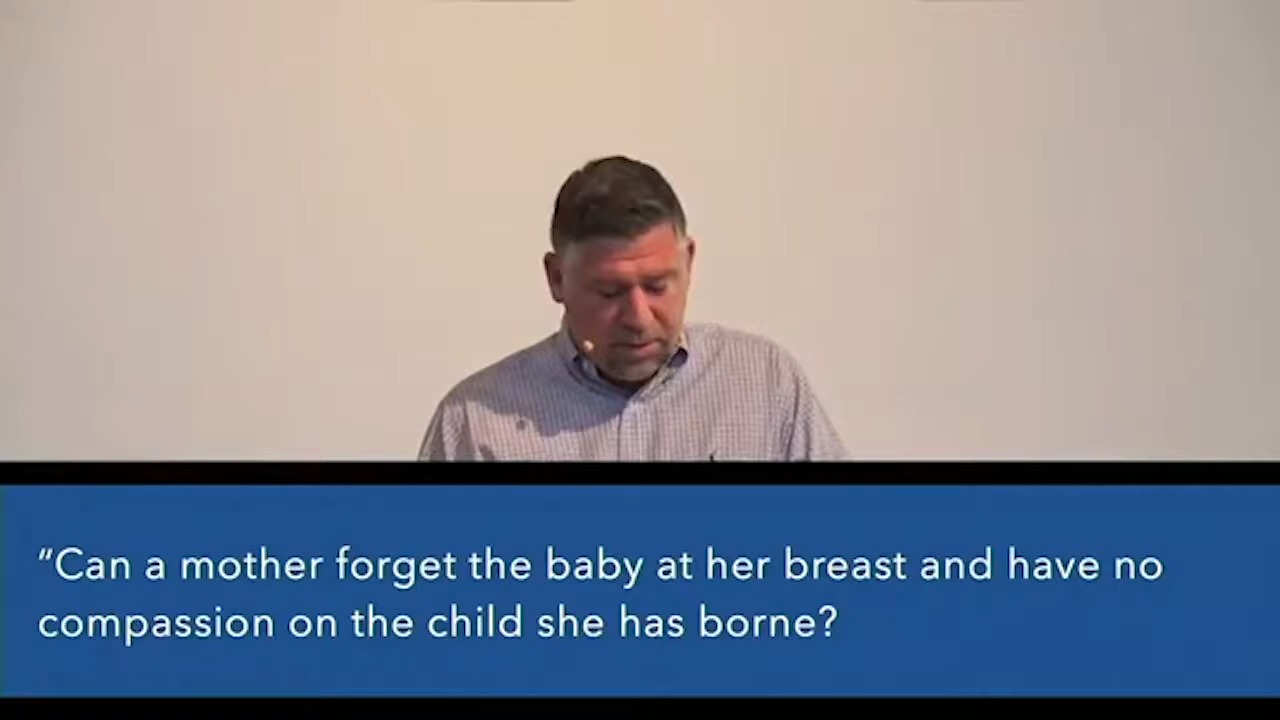 “Can a mother forget the baby at her breast and have no
compassion on the child she has borne?